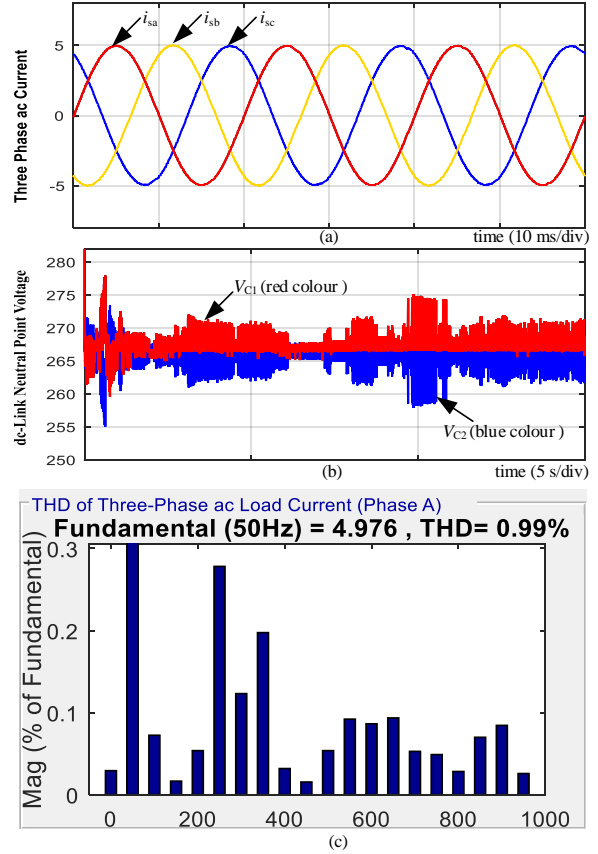 i_sa i_sb i_sc
Three Phase ac Current
5
0
-5
(a)
time (10 ms/div)
dc-Link Neutral Point Voltage
280
275
270
265
260
255
250
V_C1 (red colour )
V_C2 (blue colour )
(b)
time (5 s/div)
THD of Three-Phase ac Load Current (Phase A)
Fundamental (50Hz) = 4.976 , THD= 0.99%
Mag (% of Fundamental)
0.3
0.2
0.1
0
0 200 400 600 800 1000
(c)